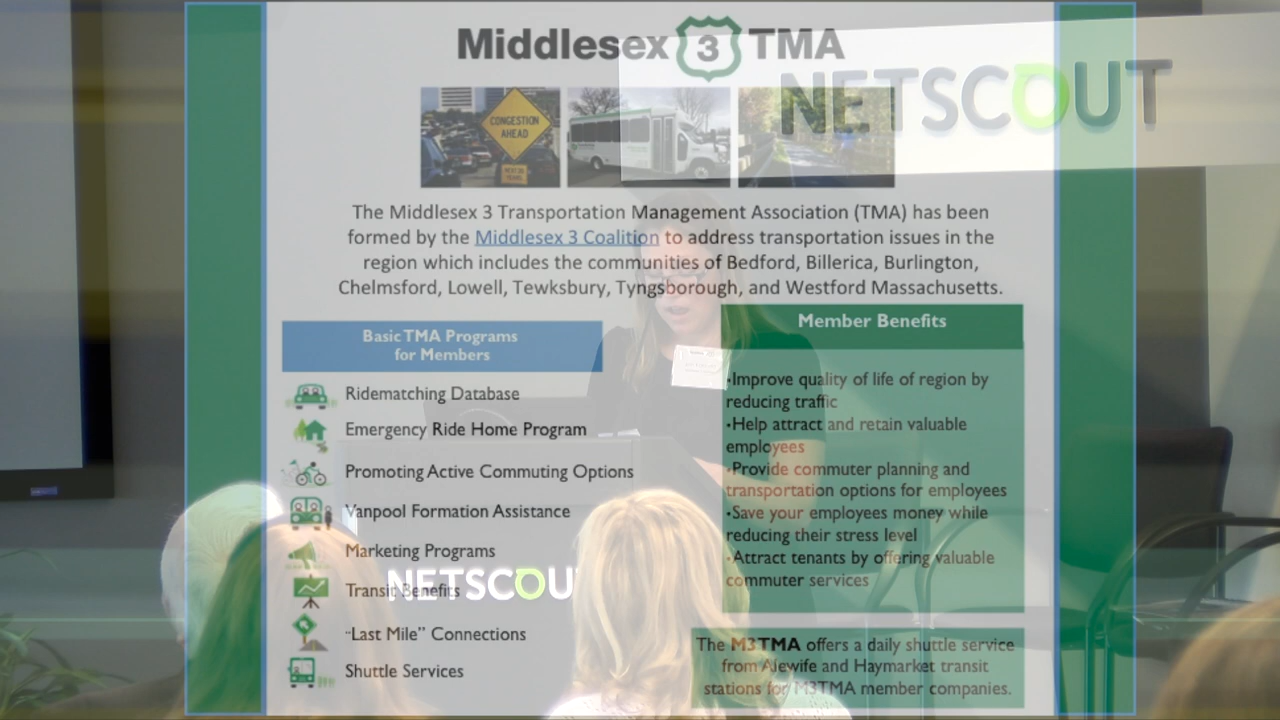 Middlesex 3 TMA
NETSCOUT
CONGESTION
AHEAD
The Middlesex 3 Transportation Management Association (TMA) has been
formed by the Middlesex 3 Coalition to address transportation issues in the
region which includes the communities of Bedford, Billerica, Burlington,
Chelmsford, Lowell, Tewksbury, Tyngsborough, and Westford Massachusetts.
Basic TMA Programs
for Members
Ridematching Database
Emergency Ride Home Program
Promoting Active Commuting Options
Vanpool Formation Assistance
Marketing Programs
Transit Benefits
"Last Mile" Connections
Shuttle Services
NETSCOU
Member Benefits
•Improve quality of life of region by
reducing traffic
•Help attract and retain valuable
employees
•Provide commuter planning and
transportation options for employees
•Save your employees money while
reducing their stress level
•Attract tenants by offering valuable
commuter services
The M3TMA offers a daily shuttle service
from Alewife and Haymarket transit
stations for M3TMA member companies.